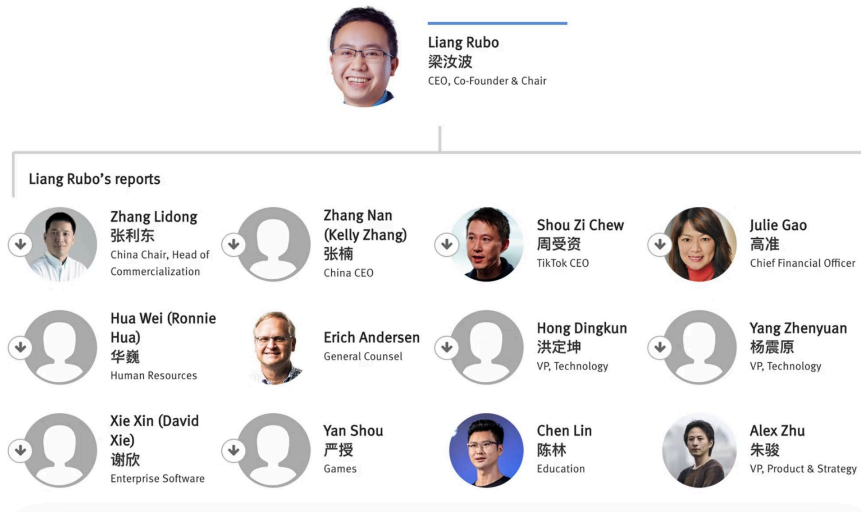 Liang Rubo
梁汝波
CEO, Co-Founder & Chair
Liang Rubo's reports
Zhang Lidong
张利东
China Chair, Head of
Commercialization
Zhang Nan
(Kelly Zhang)
张楠
China CEO
Shou Zi Chew
周受资
TikTok CEO
Julie Gao
高准
Chief Financial Officer
Hua Wei (Ronnie
Hua)
华巍
Human Resources
Erich Andersen
General Counsel
Hong Dingkun
洪定坤
VP, Technology
Yang Zhenyuan
杨震原
VP, Technology
Xie Xin (David
Xie)
谢欣
Enterprise Software
Yan Shou
严授
Games
Chen Lin
陈林
Education
Alex Zhu
朱骏
VP, Product & Strategy